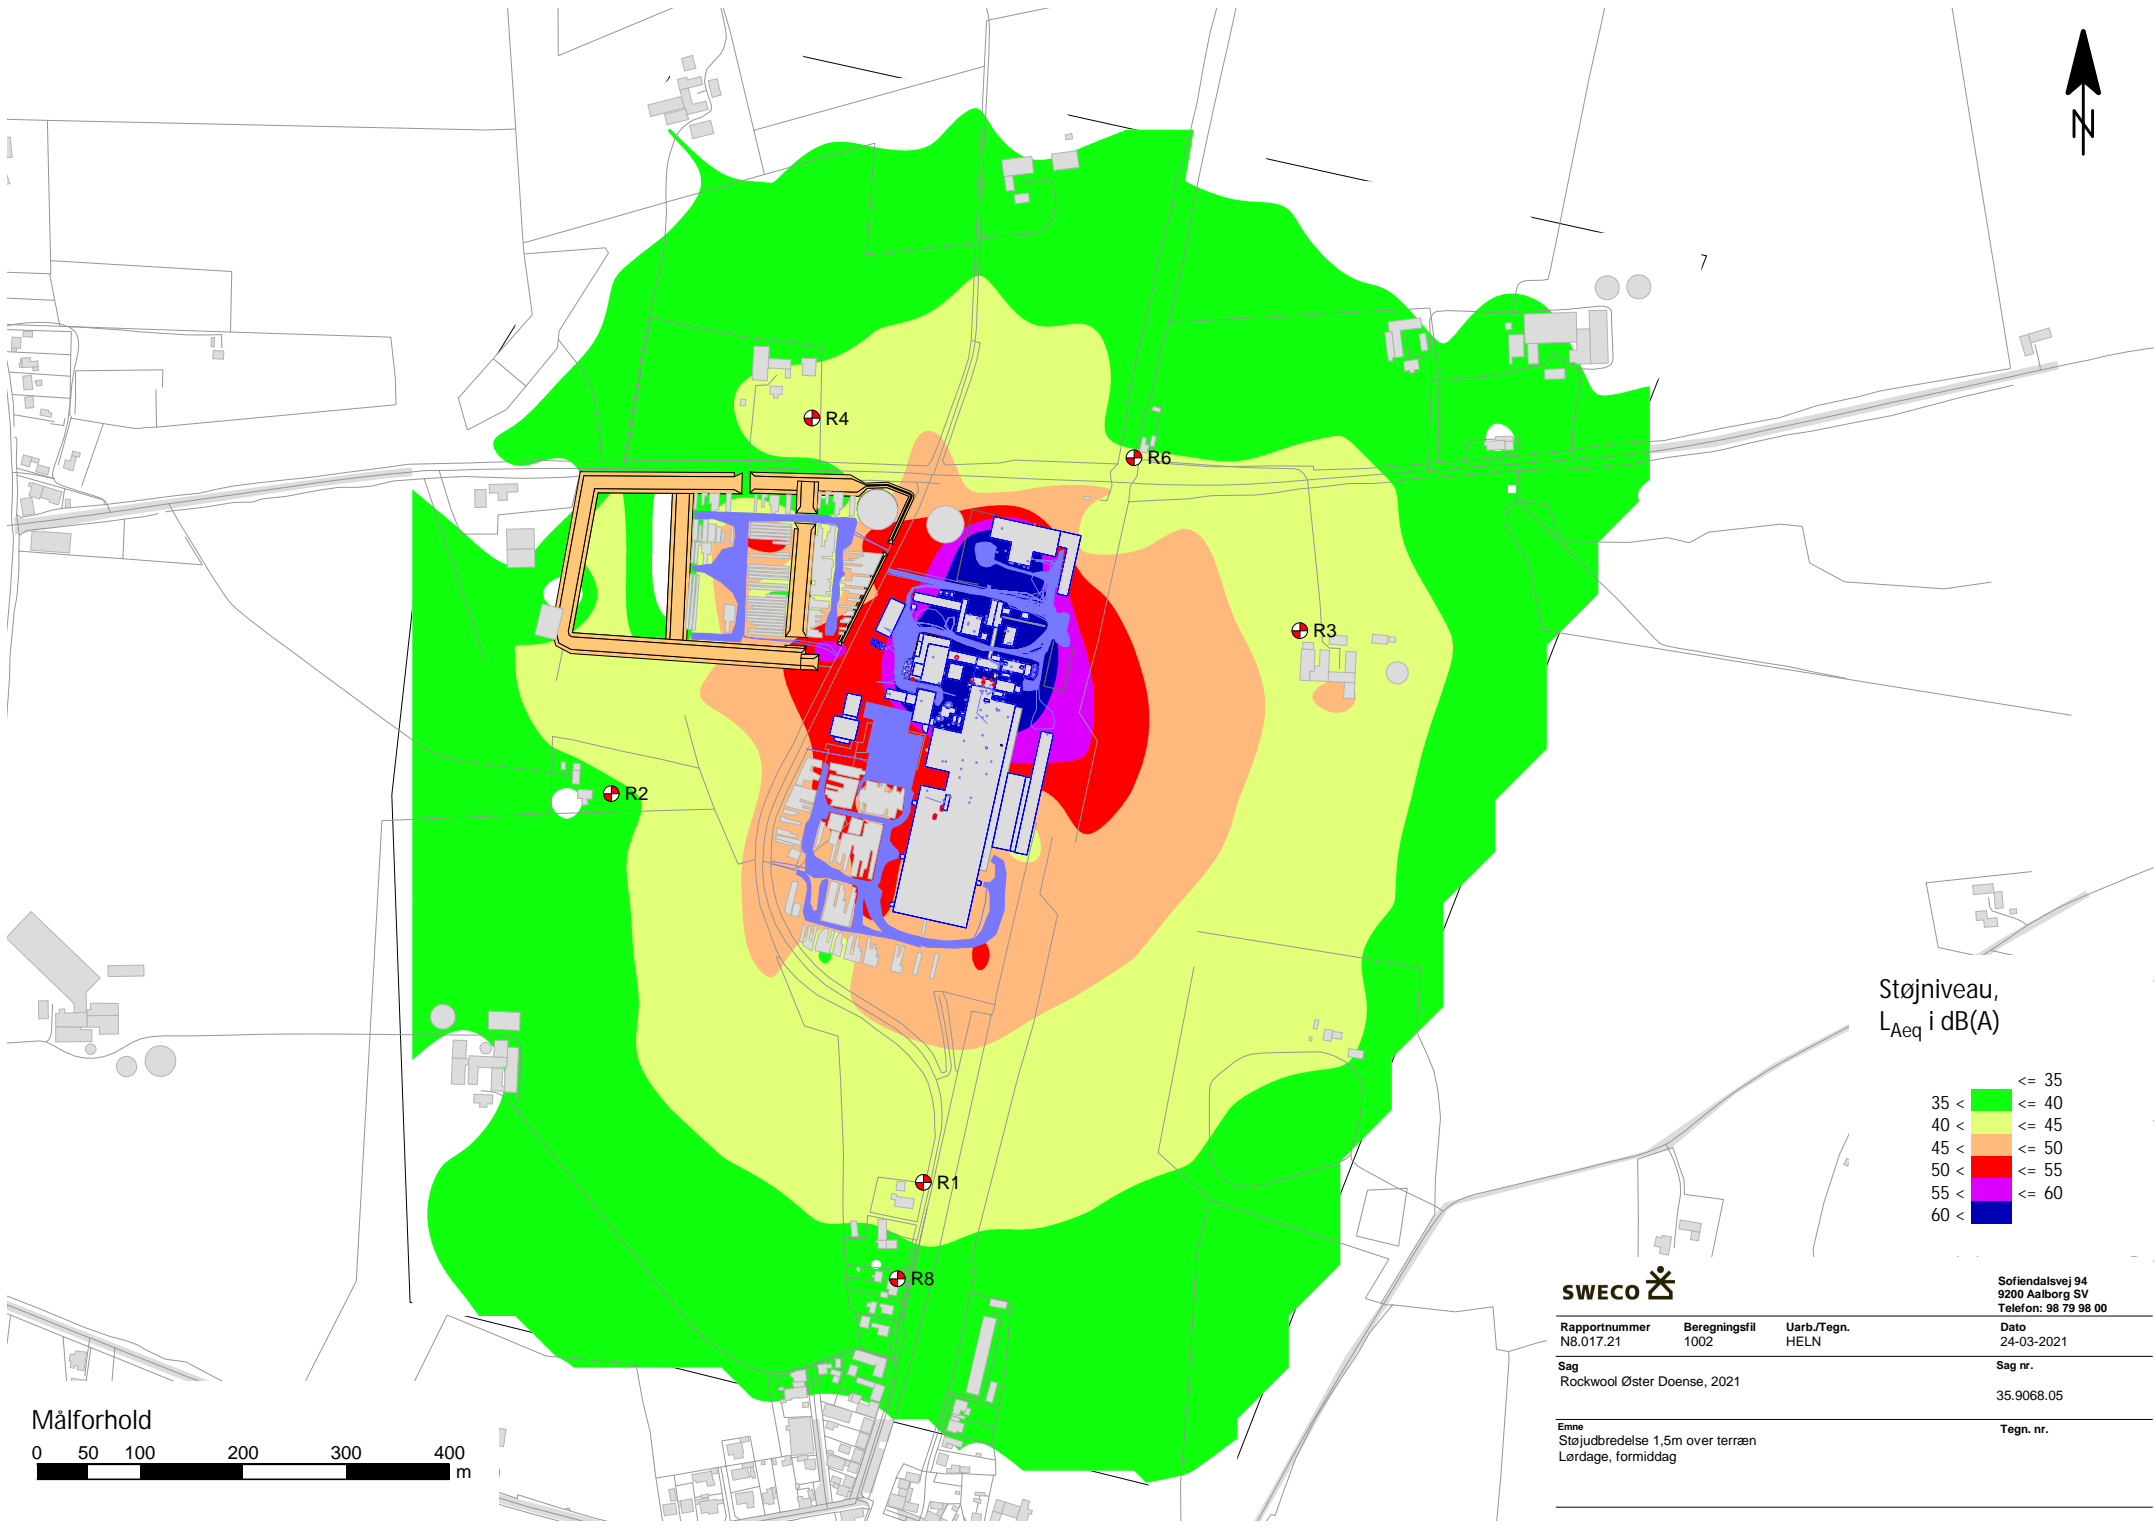 N
R4
R6
R3
R2
R1
R8
Støjniveau,
LAeq i dB(A)
<= 35
35 < <= 40
40 < <= 45
45 < <= 50
50 < <= 55
55 < <= 60
60 <
Målforhold
0 50 100 200 300 400
m
SWECO
Sofiendalsvej 94
9200 Aalborg SV
Telefon: 98 79 98 00
Rapportnummer Beregningsfil Uarb./Tegn. Dato
N8.017.21 1002 HELN 24-03-2021
Sag Sag nr.
Rockwool Øster Doense, 2021
35.9068.05
Emne Tegn. nr.
Støjudbredelse 1,5m over terræn
Lørdage, formiddag